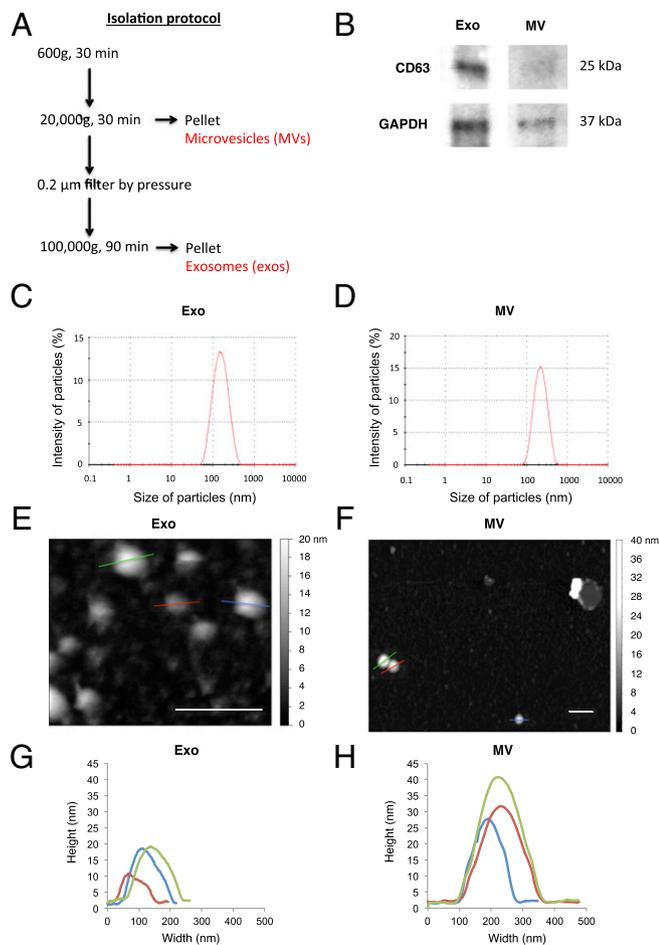 A
Isolation protocol
600g, 30 min
20,000g, 30 min
Pellet
Microvesicles (MVs)
0.2 µm filter by pressure
100,000g, 90 min
Pellet
Exosomes (exos)
B
Exo MV
CD63 25 kDa
GAPDH 37 kDa
C
Exo
Intensity of particles (%)
15
10
5
0
0.1 1 10 100 1000 10000
Size of particles (nm)
D
MV
Intensity of particles (%)
20
15
10
5
0
0.1 1 10 100 1000 10000
Size of particles (nm)
E
Exo
20 nm
18
16
14
12
10
8
6
4
2
0
F
MV
40 nm
36
32
28
24
20
16
12
8
4
0
G
Exo
Height (nm)
45
40
35
30
25
20
15
10
5
0
0 100 200 300 400 500
Width (nm)
H
MV
Height (nm)
45
40
35
30
25
20
15
10
5
0
0 100 200 300 400 500
Width (nm)